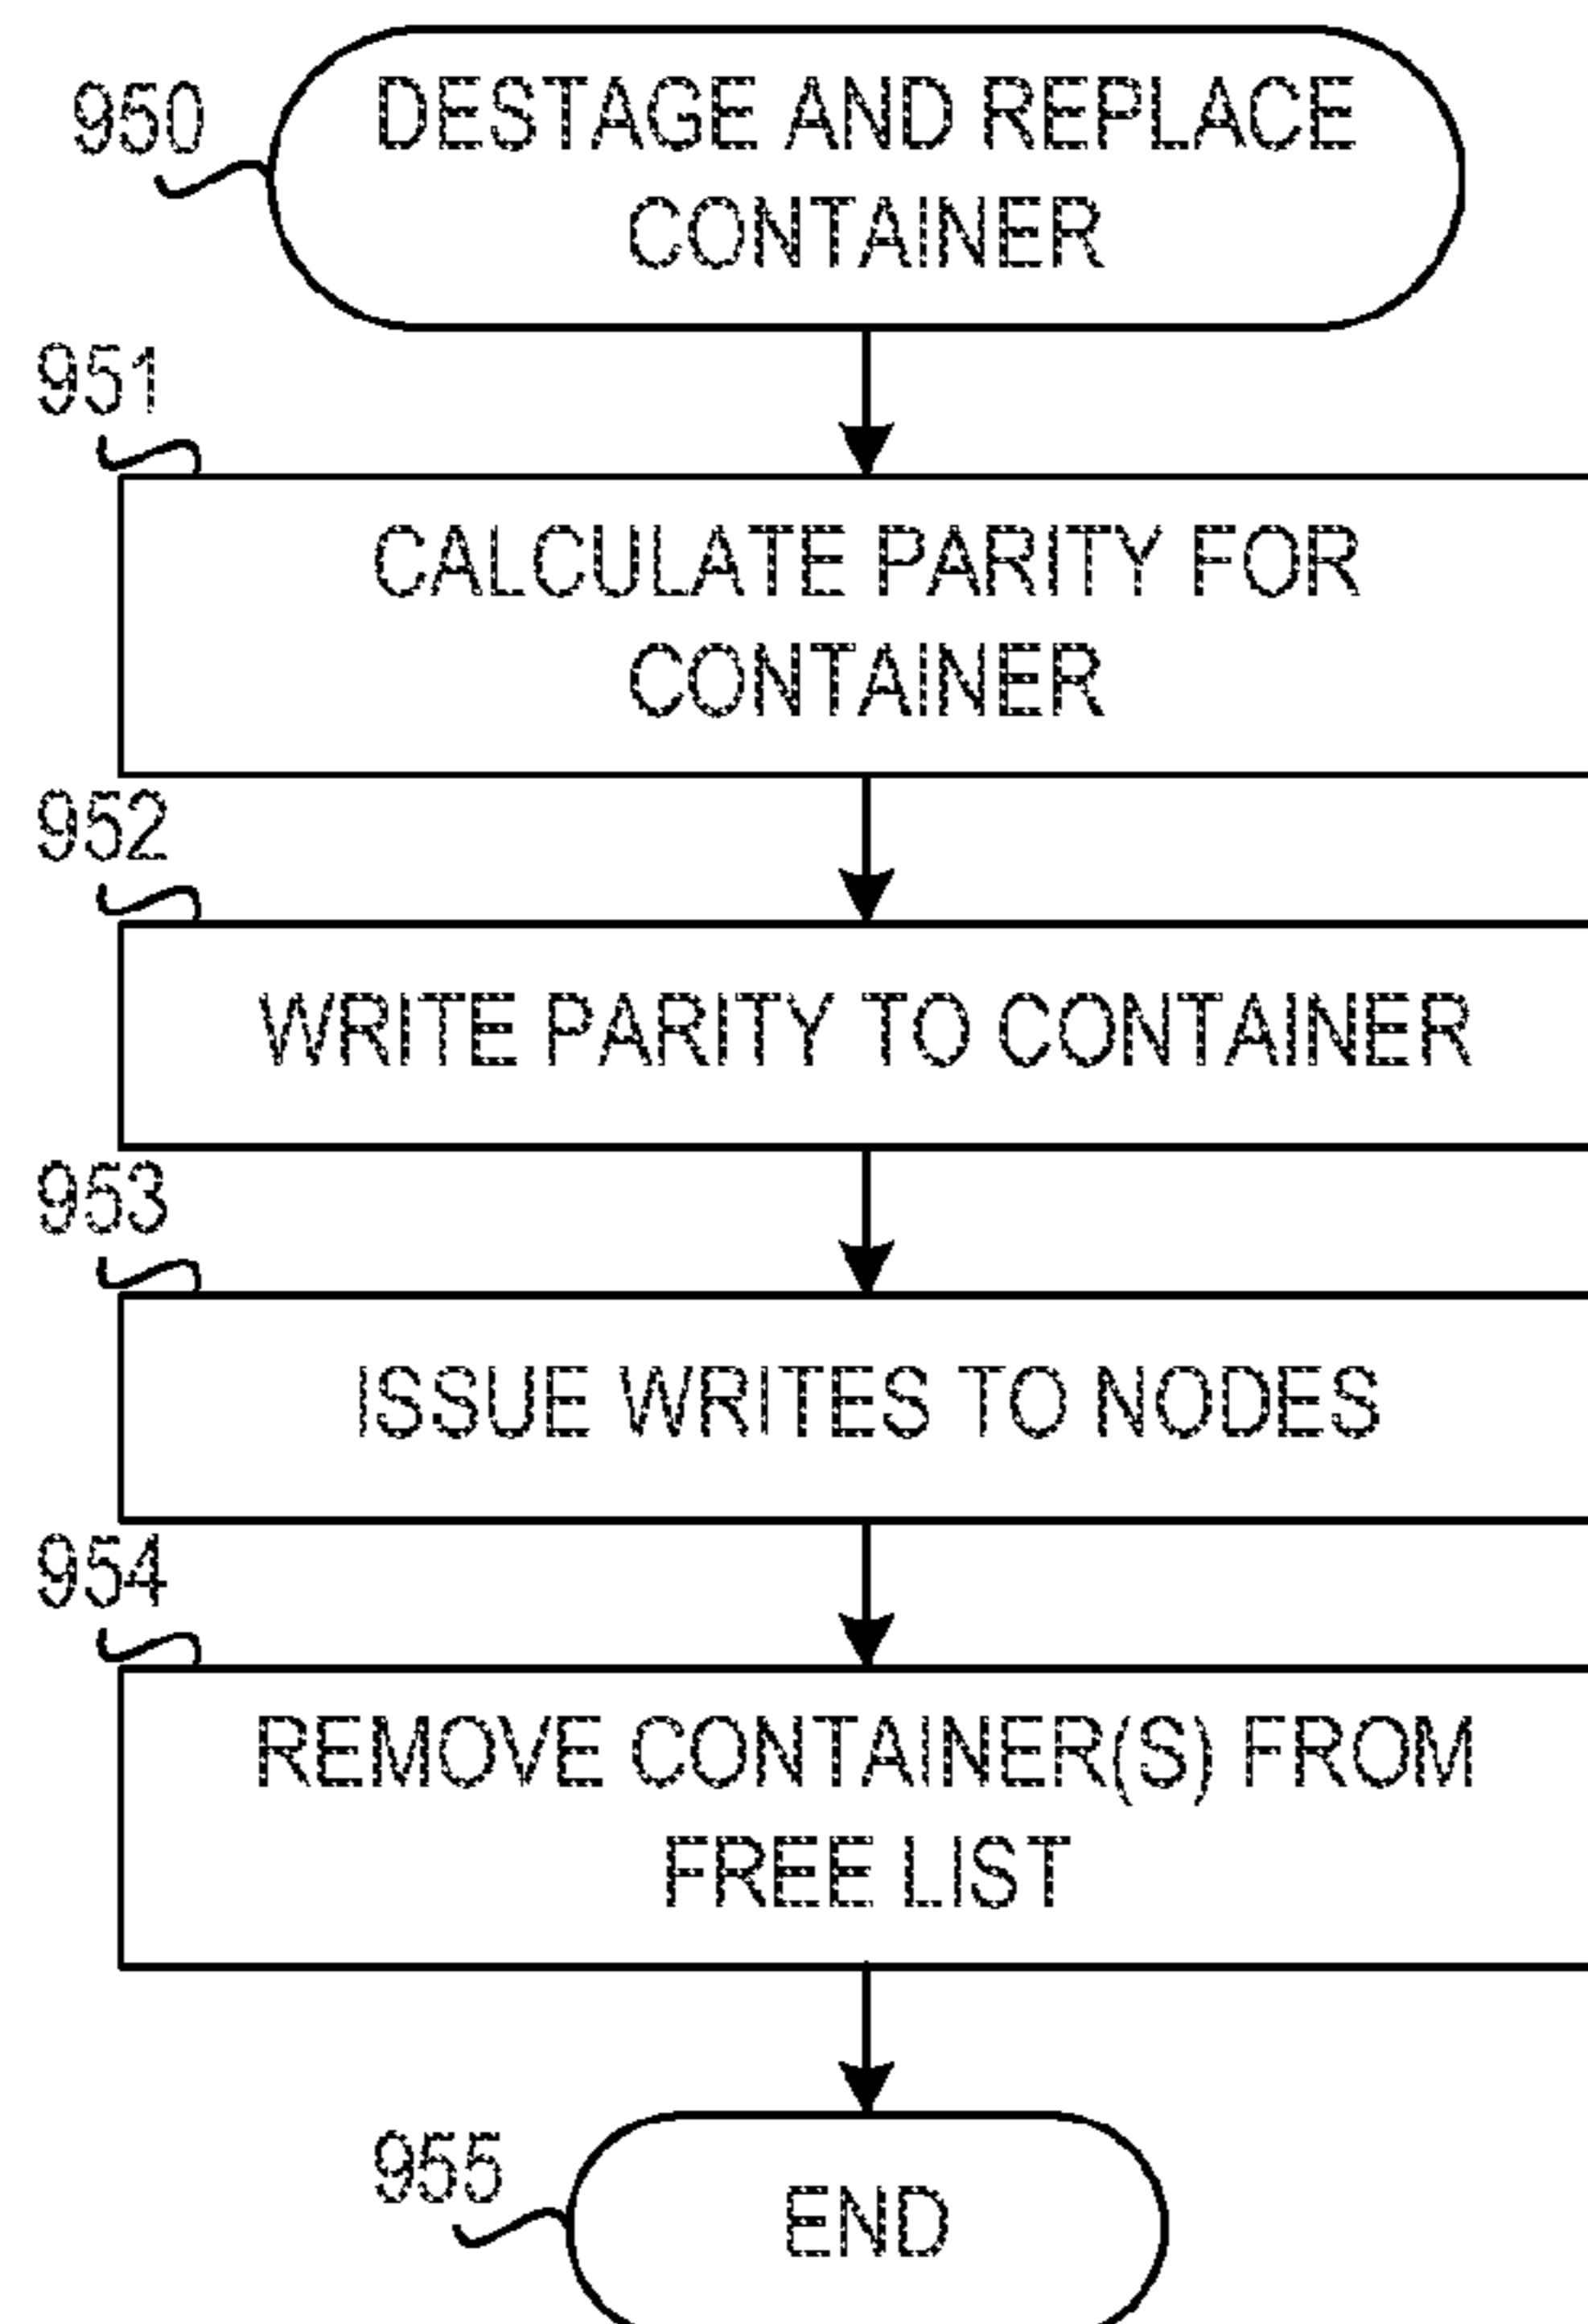 950
DESTAGE AND REPLACE
CONTAINER
951
CALCULATE PARITY FOR
CONTAINER
952
WRITE PARITY TO CONTAINER
953
ISSUE WRITES TO NODES
954
REMOVE CONTAINER(S) FROM
FREE LIST
955
END